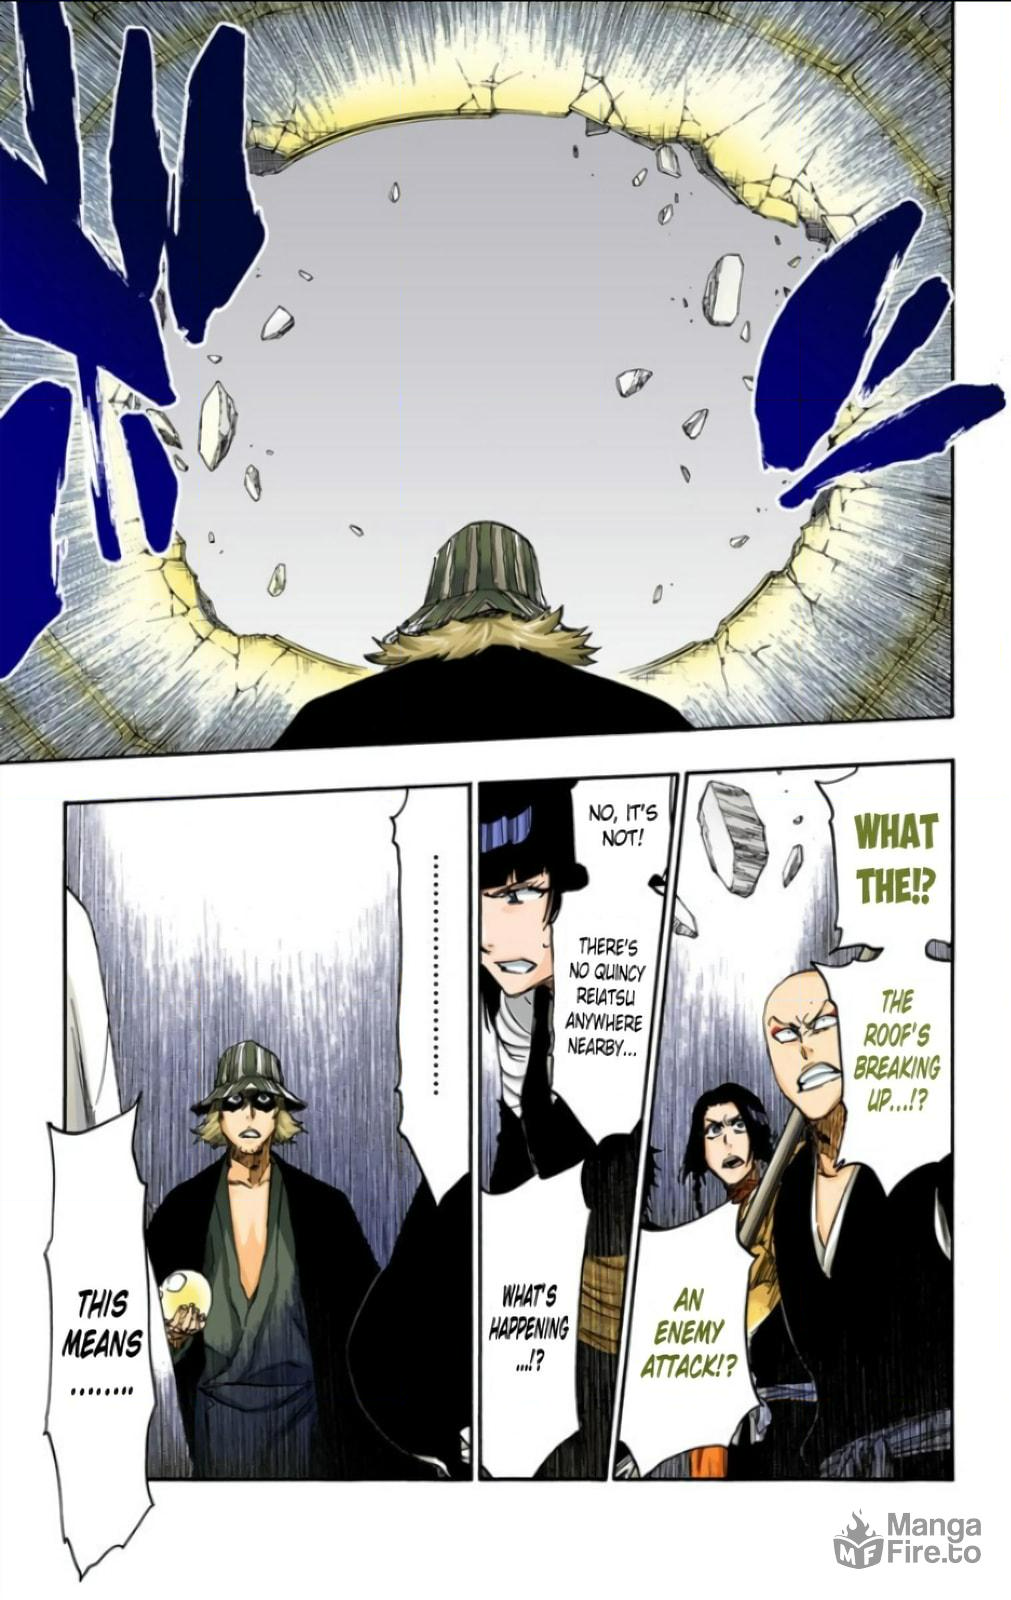 WHAT
THE!?
THE
ROOF'S
BREAKING
UP...!?
AN
ENEMY
ATTACK!?
NO, IT'S
NOT!
THERE'S
NO QUINCY
REIATSU
ANYWHERE
NEARBY...
WHAT'S
HAPPENING
...!?
THIS
MEANS
........
Manga
Fire.to
MF